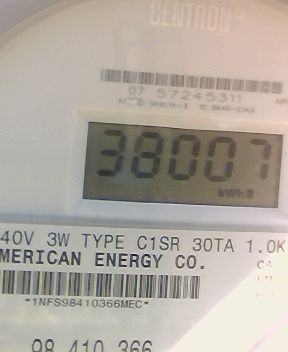 CENTRON®
07 57245311
38007
kWh
40V 3W TYPE C1SR 30TA 1.0K
MERICAN ENERGY CO.
*1NFS98410366MEC*
98 410 366